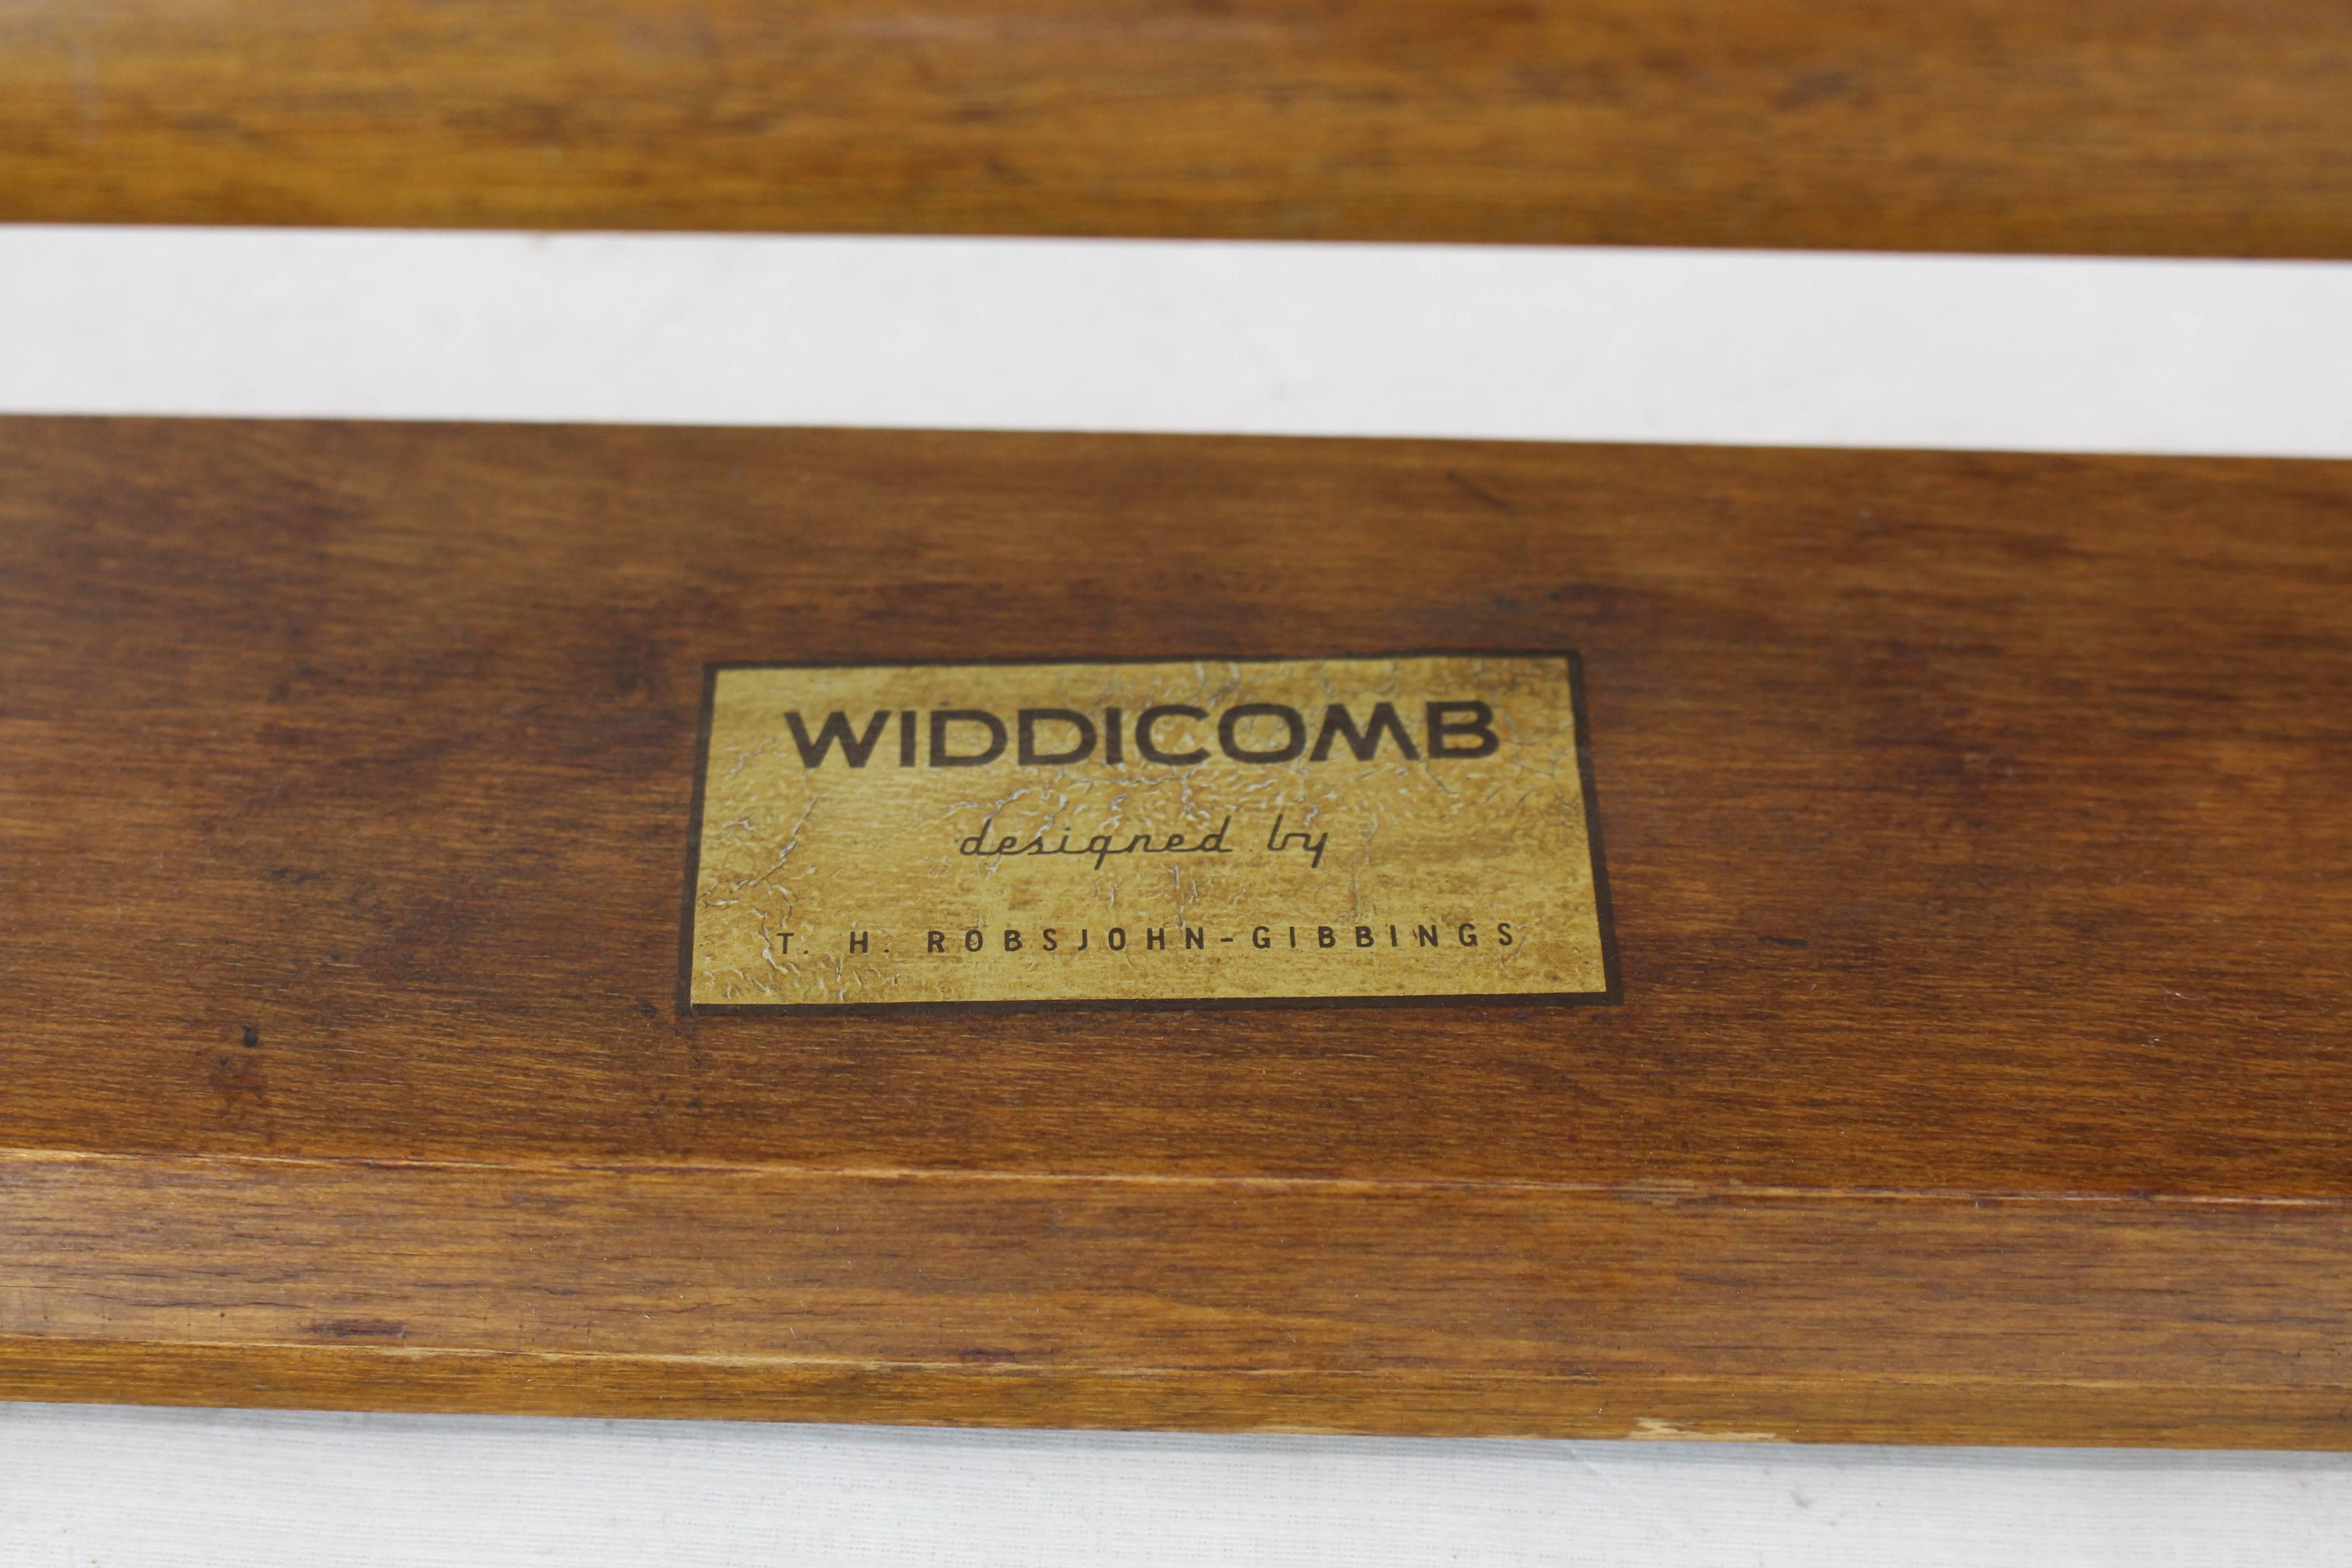 WIDDICOMB
designed by
T. H. ROBSJOHN-GIBBINGS